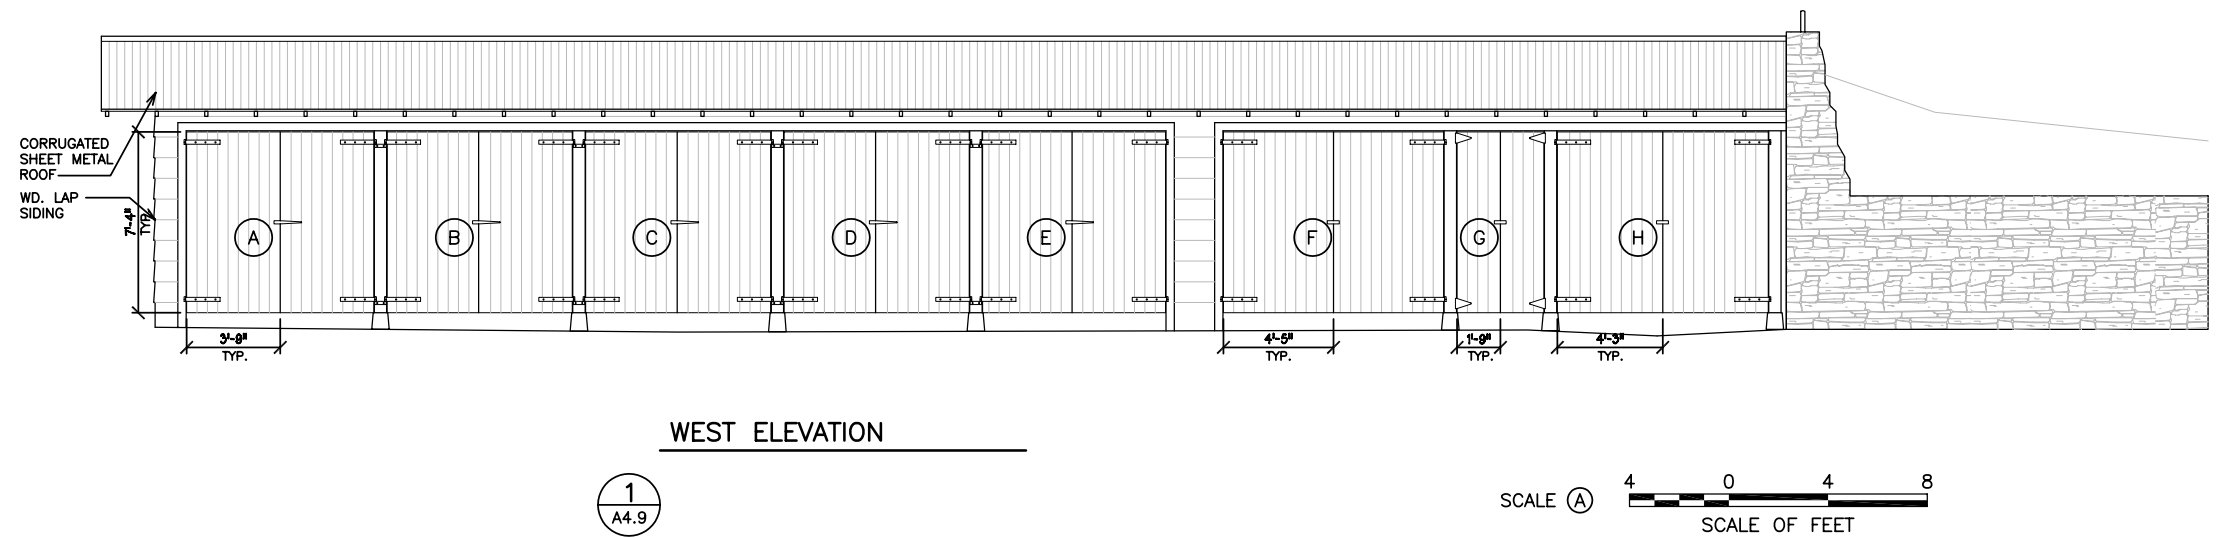 CORRUGATED
SHEET METAL
ROOF
WD. LAP
SIDING
7'-4"
TYP.
A
B
C
D
E
F
G
H
3'-9"
TYP.
4'-5"
TYP.
1'-9"
TYP.
4'-3"
TYP.
WEST ELEVATION
1
A4.9
SCALE A
4 0 4 8
SCALE OF FEET